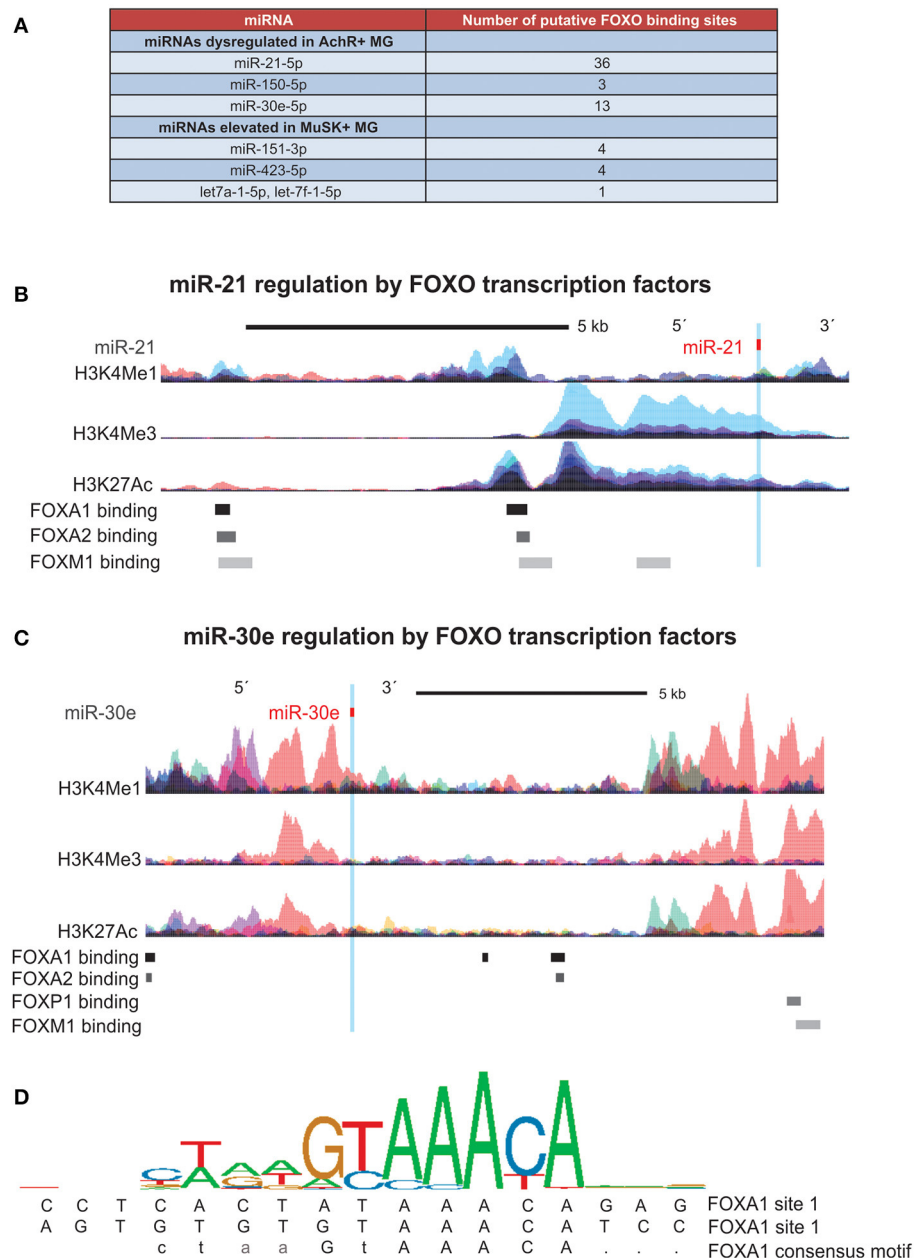 A
miRNA Number of putative FOXO binding sites
miRNAs dysregulated in AchR+ MG
miR-21-5p 36
miR-150-5p 3
miR-30e-5p 13
miRNAs elevated in MuSK+ MG
miR-151-3p 4
miR-423-5p 4
let7a-1-5p, let-7f-1-5p 1
B
miR-21 regulation by FOXO transcription factors
5 kb 5´ 3´
miR-21 miR-21
H3K4Me1
H3K4Me3
H3K27Ac
FOXA1 binding
FOXA2 binding
FOXM1 binding
C
miR-30e regulation by FOXO transcription factors
5´ 3´ 5 kb
miR-30e miR-30e
H3K4Me1
H3K4Me3
H3K27Ac
FOXA1 binding
FOXA2 binding
FOXP1 binding
FOXM1 binding
D
GTAAACA
C C T C A C T A T A A A C A G A G FOXA1 site 1
A G T G T G T G T A A A C A T C C FOXA1 site 1
c t a a G t A A A C A . . . FOXA1 consensus motif